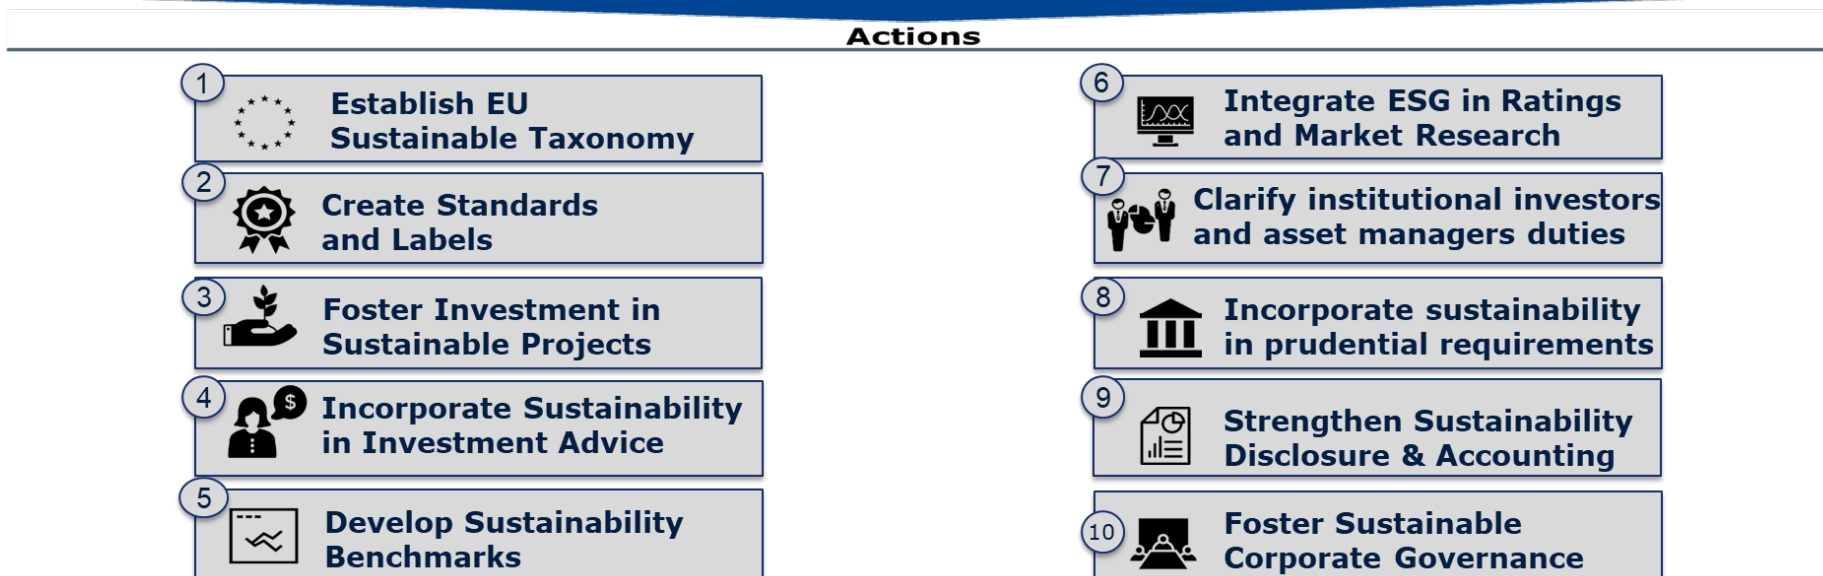 Actions
1
Establish EU
Sustainable Taxonomy
2
Create Standards
and Labels
3
Foster Investment in
Sustainable Projects
4
$
Incorporate Sustainability
in Investment Advice
5
Develop Sustainability
Benchmarks
6
Integrate ESG in Ratings
and Market Research
7
Clarify institutional investors
and asset managers duties
8
Incorporate sustainability
in prudential requirements
9
Strengthen Sustainability
Disclosure & Accounting
10
Foster Sustainable
Corporate Governance